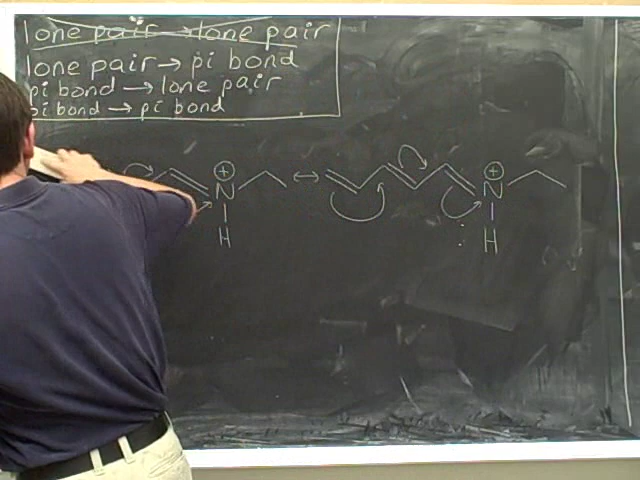 lone pair → lone pair
lone pair → pi bond
pi bond → lone pair
pi bond → pi bond
⊕ ⊕
N N
H H